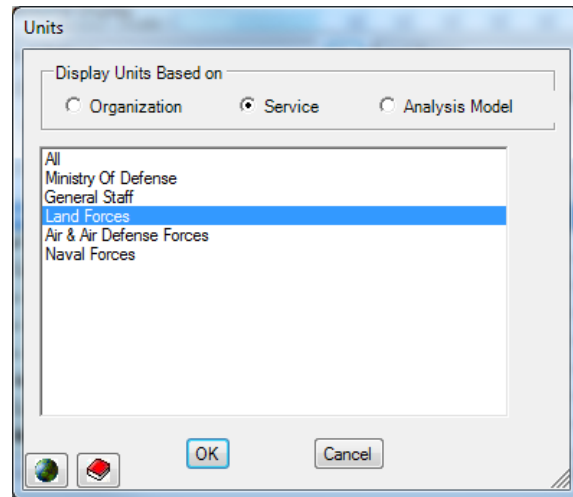 Units
Display Units Based on
Organization Service Analysis Model
All
Ministry Of Defense
General Staff
Land Forces
Air & Air Defense Forces
Naval Forces
OK Cancel